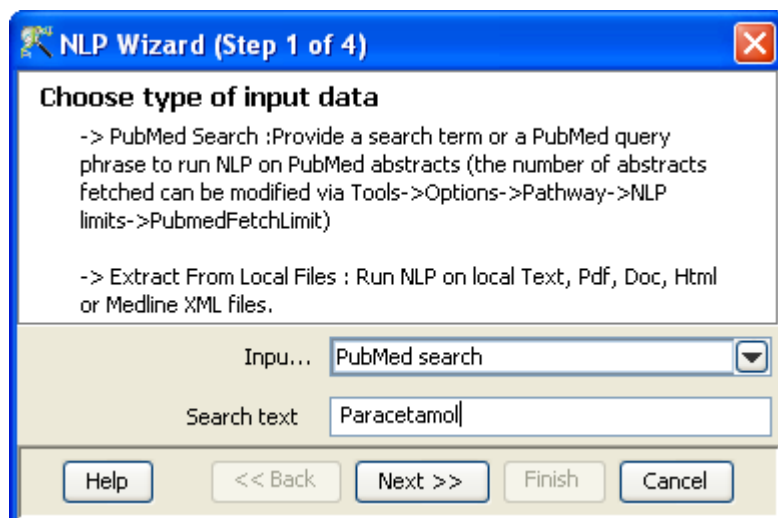 NLP Wizard (Step 1 of 4)
Choose type of input data
-> PubMed Search :Provide a search term or a PubMed query
phrase to run NLP on PubMed abstracts (the number of abstracts
fetched can be modified via Tools->Options->Pathway->NLP
limits->PubmedFetchLimit)
-> Extract From Local Files : Run NLP on local Text, Pdf, Doc, Html
or Medline XML files.
Inpu... PubMed search
Search text Paracetamol
Help << Back Next >> Finish Cancel